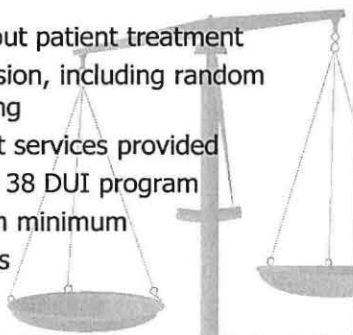 out patient treatment
sion, including random
ng
t services provided
38 DUI program
n minimum
s